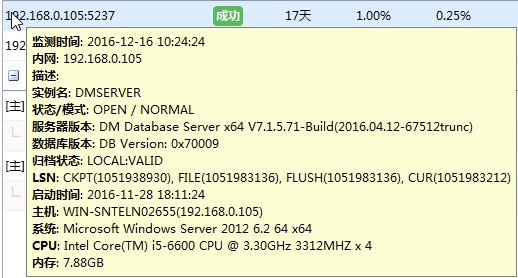 192.168.0.105:5237 成功 17天 1.00% 0.25%
192
监测时间: 2016-12-16 10:24:24
内网: 192.168.0.105
描述:
实例名: DMSERVER
[主]
状态/模式: OPEN / NORMAL
服务器版本: DM Database Server x64 V7.1.5.71-Build(2016.04.12-67512trunc)
数据库版本: DB Version: 0x70009
[主]
归档状态: LOCAL:VALID
LSN: CKPT(1051938930), FILE(1051983136), FLUSH(1051983136), CUR(1051983212)
启动时间: 2016-11-28 18:11:24
主机: WIN-SNTELN02655(192.168.0.105)
系统: Microsoft Windows Server 2012 6.2 64 x64
CPU: Intel Core(TM) i5-6600 CPU @ 3.30GHz 3312MHZ x 4
内存: 7.88GB